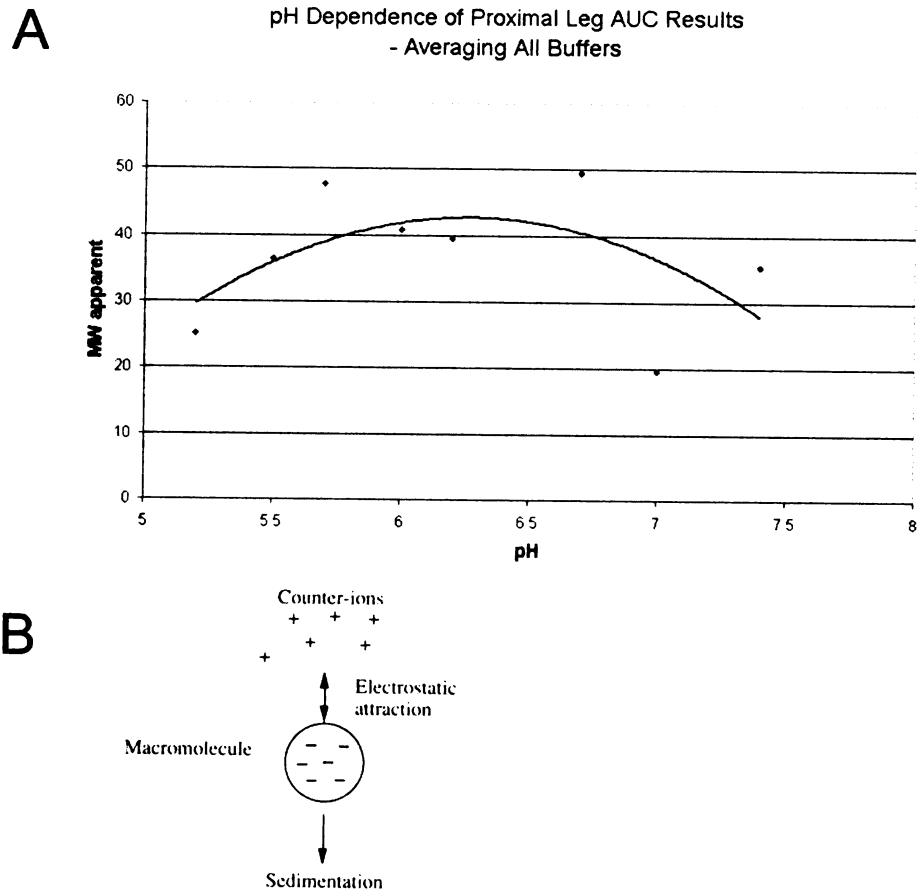 A
pH Dependence of Proximal Leg AUC Results
- Averaging All Buffers
60
50
40
30
20
10
0
MW apparent
5
5 5
6
6 5
7
7 5
8
pH
B
Counter-ions
+ + +
+ +
+
Electrostatic
attraction
Macromolecule
− −
− −
− −
Sedimentation